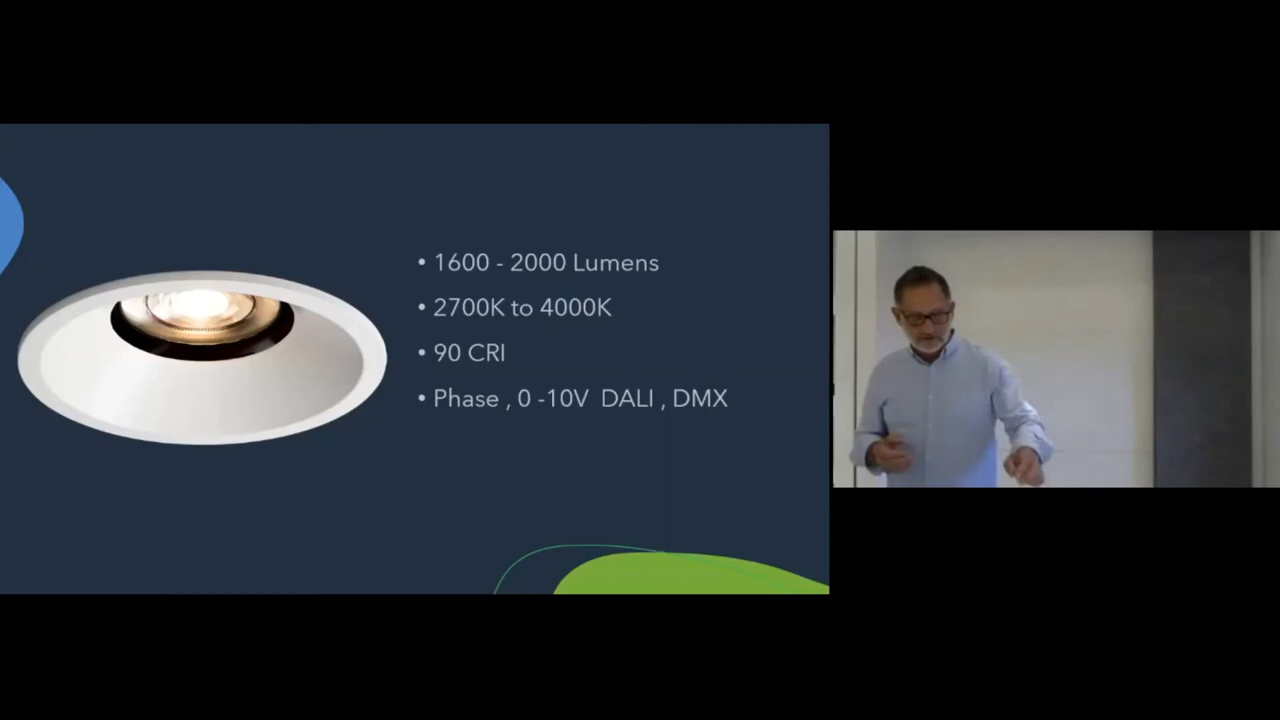 • 1600 - 2000 Lumens
• 2700K to 4000K
• 90 CRI
• Phase , 0 -10V  DALI , DMX